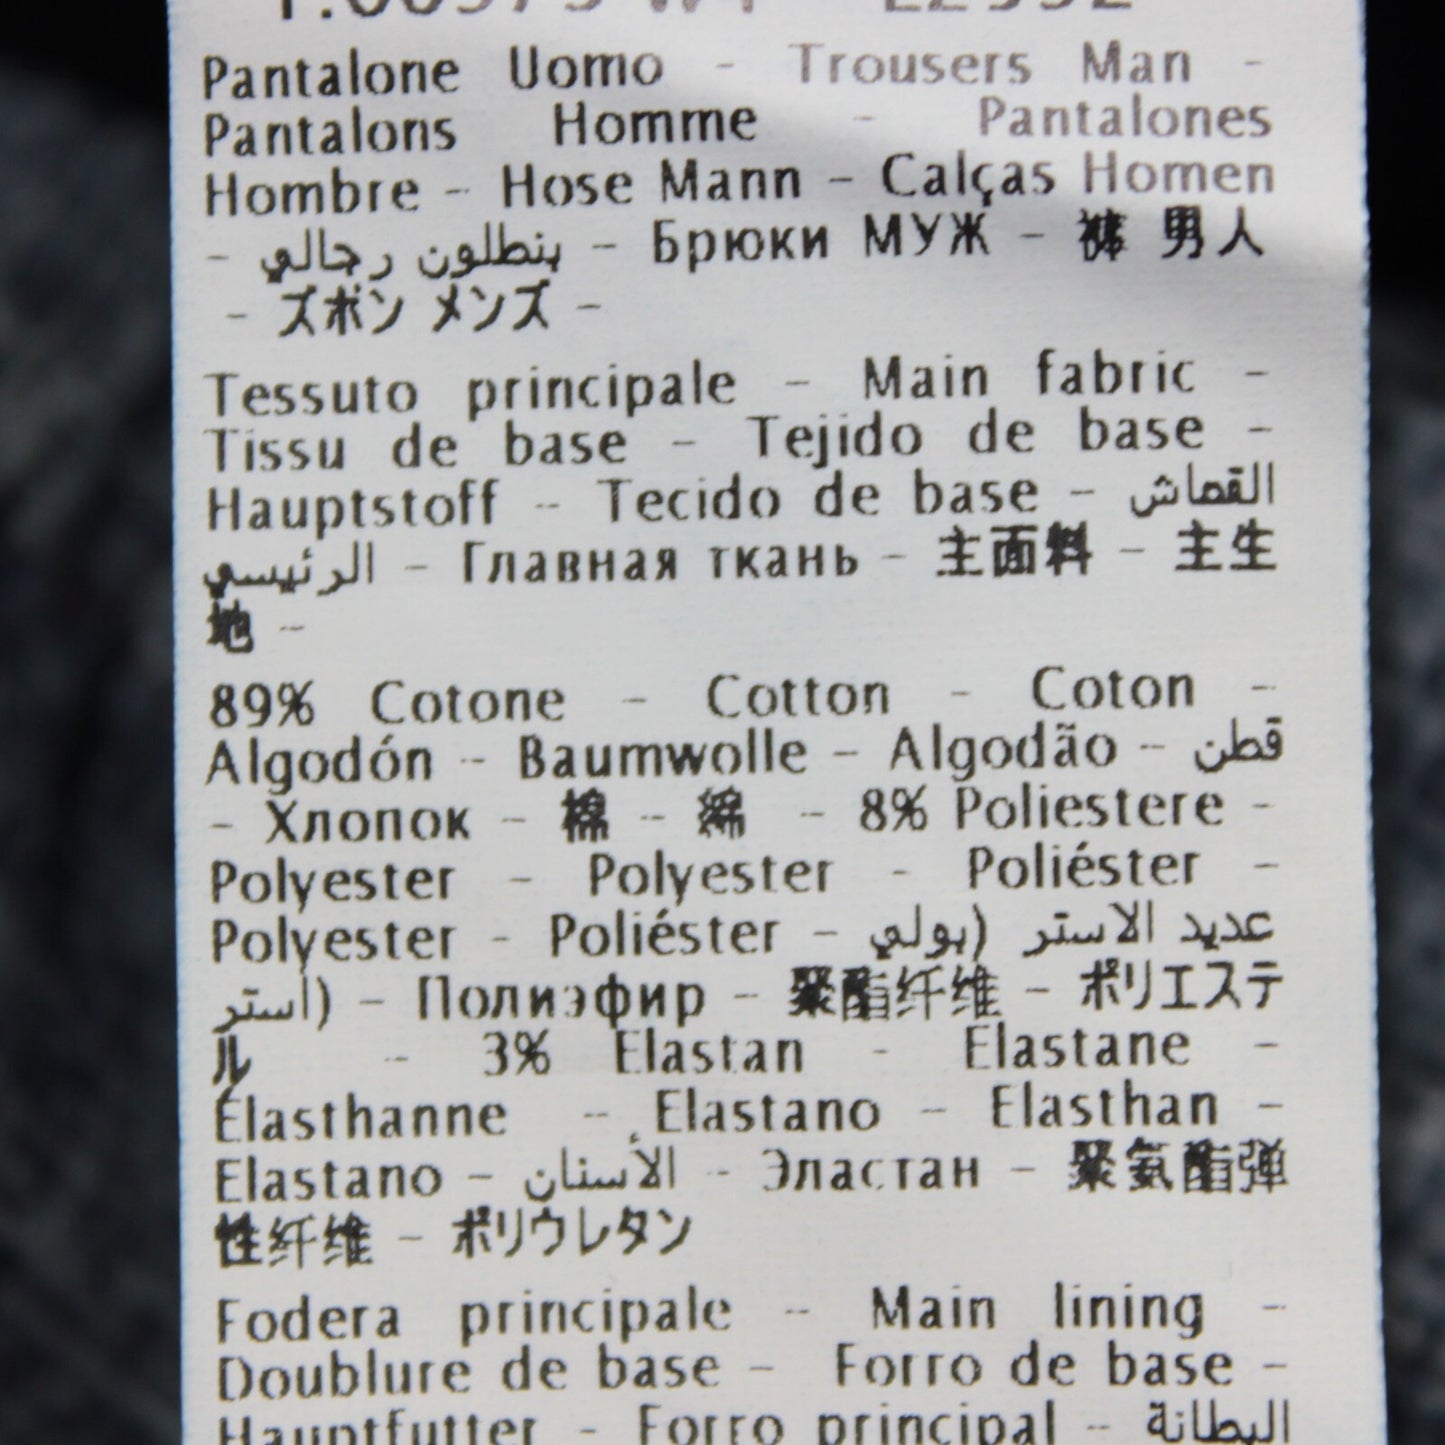 Pantalone Uomo - Trousers Man -
Pantalons Homme - Pantalones
Hombre - Hose Mann - Calças Homen
- بنطلون رجالي - Брюки МУЖ - 裤 男人
- ズボン メンズ -
Tessuto principale - Main fabric -
Tissu de base - Tejido de base -
Hauptstoff - Tecido de base - القماش
الرئيسي - Главная ткань - 主面料 - 主生
地 -
89% Cotone - Cotton - Coton -
Algodón - Baumwolle - Algodão - قطن
- Хлопок - 棉 - 綿 - 8% Poliestere -
Polyester - Polyester - Poliéster -
Polyester - Poliéster - عديد الاستر (بولي
استر) - Полиэфир - 聚酯纤维 - ポリエステ
ル - 3% Elastan - Elastane -
Élasthanne - Elastano - Elasthan -
Elastano - الأستان - Эластан - 聚氨酯弹
性纤维 - ポリウレタン
Fodera principale - Main lining -
Doublure de base - Forro de base -
Hauptfutter - Forro principal - البطانة